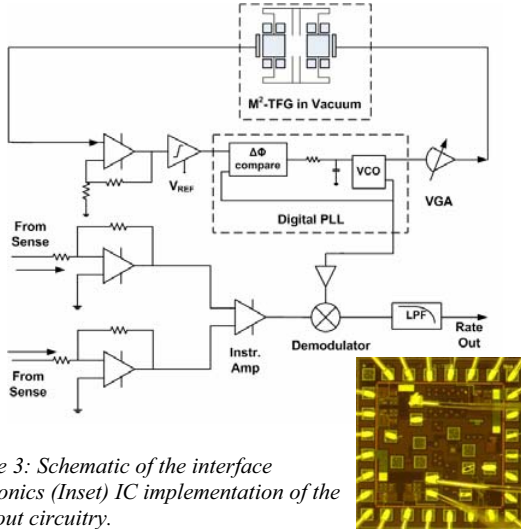 M²-TFG in Vacuum
ΔΦ
compare
VCO
VREF
Digital PLL
VGA
From
Sense
Instr.
Amp
Demodulator
LPF
Rate
Out
From
Sense
e 3: Schematic of the interface
onics (Inset) IC implementation of the
out circuitry.